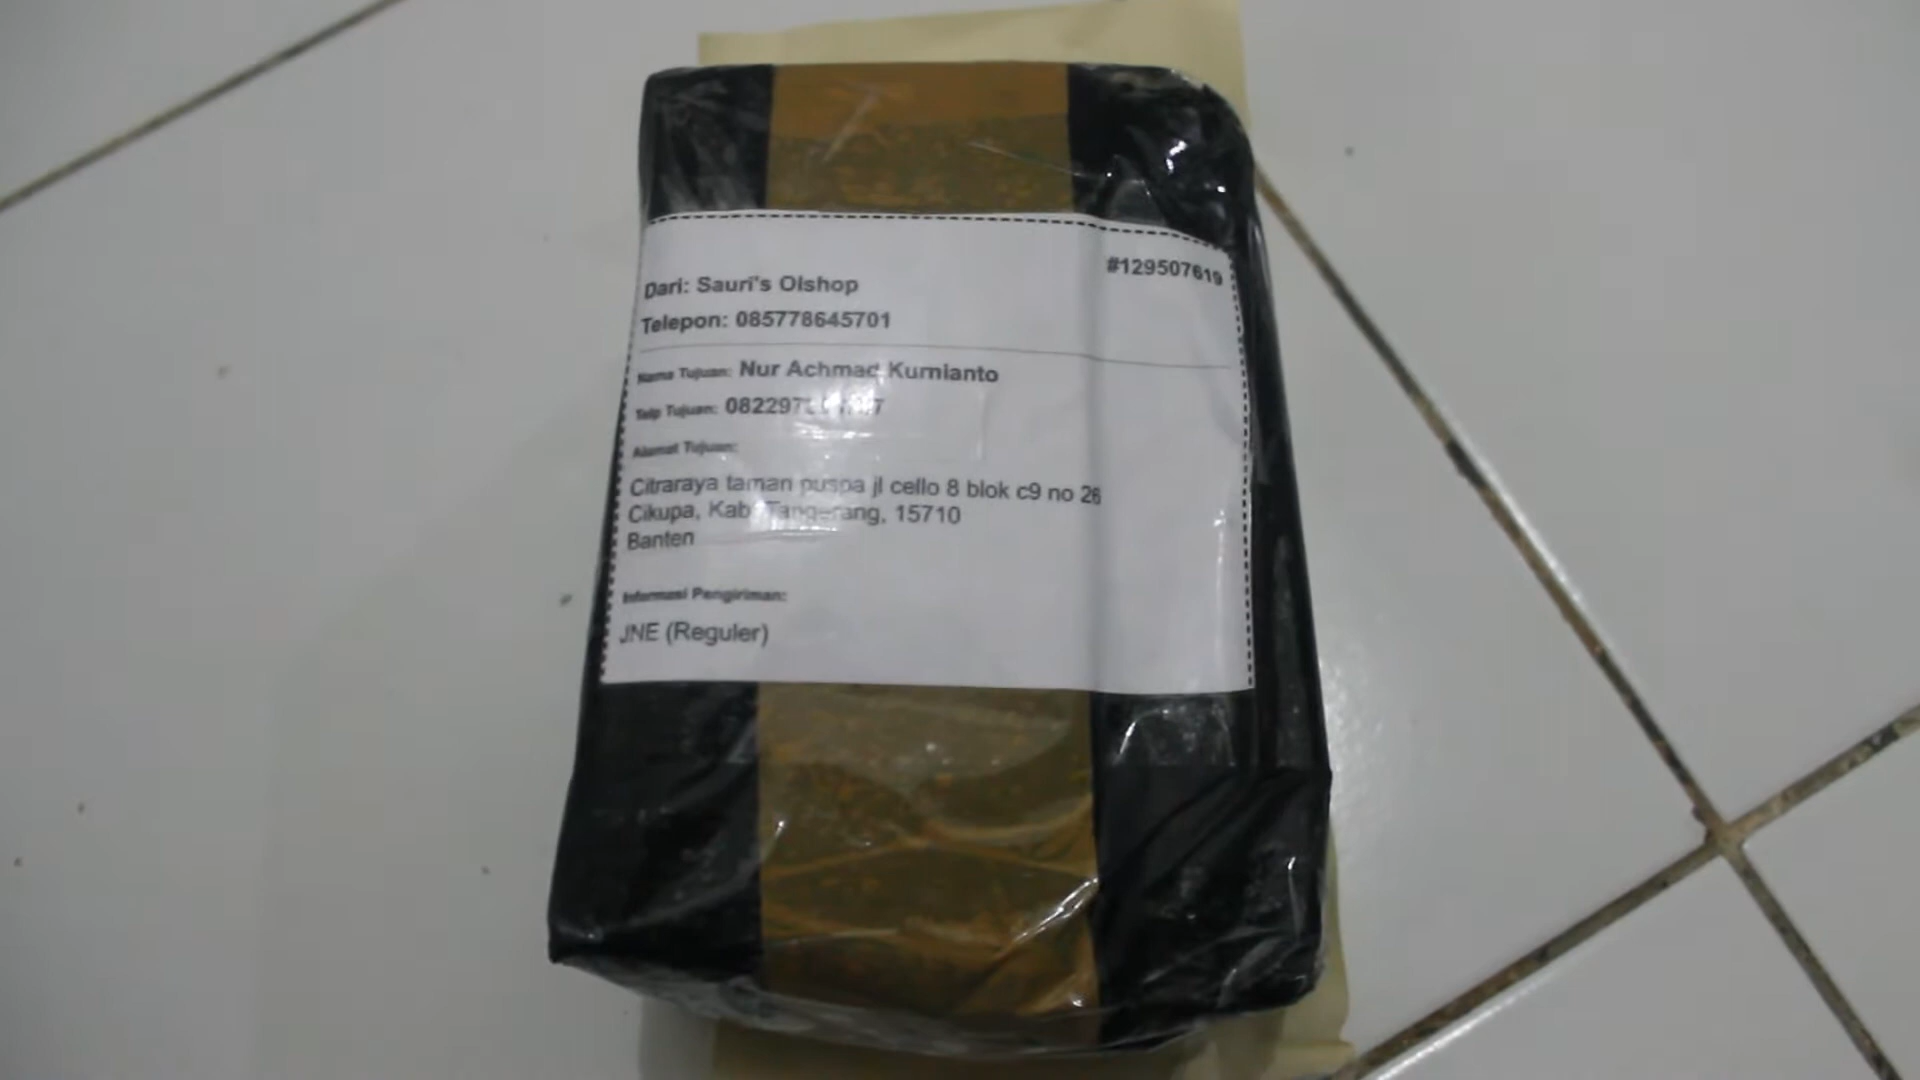 #129507619
Dari: Sauri's Olshop
Telepon: 085778645701
Nama Tujuan: Nur Achmad Kurnianto
Telp Tujuan:
Alamat Tujuan:
Citraraya taman puspa jl cello 8 blok c9 no 26
Cikupa, Kab. Tangerang, 15710
Banten
Informasi Pengiriman:
JNE (Reguler)